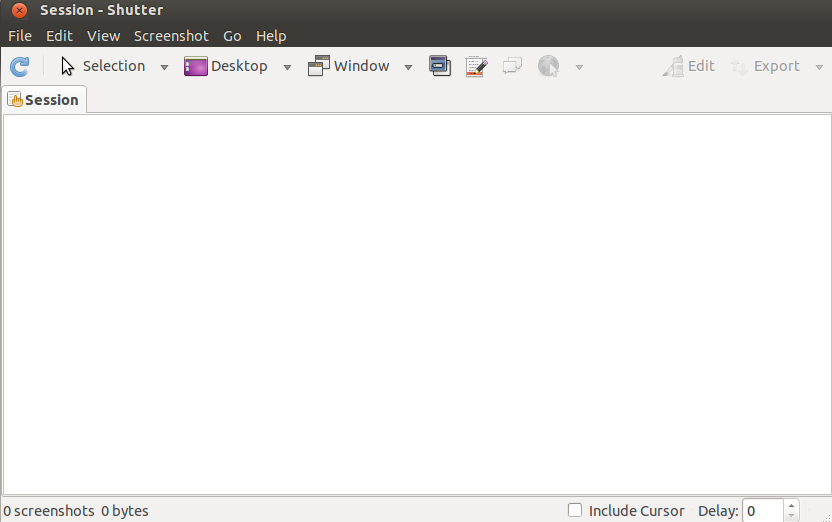 Session - Shutter
File Edit View Screenshot Go Help
Selection Desktop Window Edit Export
Session
0 screenshots 0 bytes Include Cursor Delay: 0